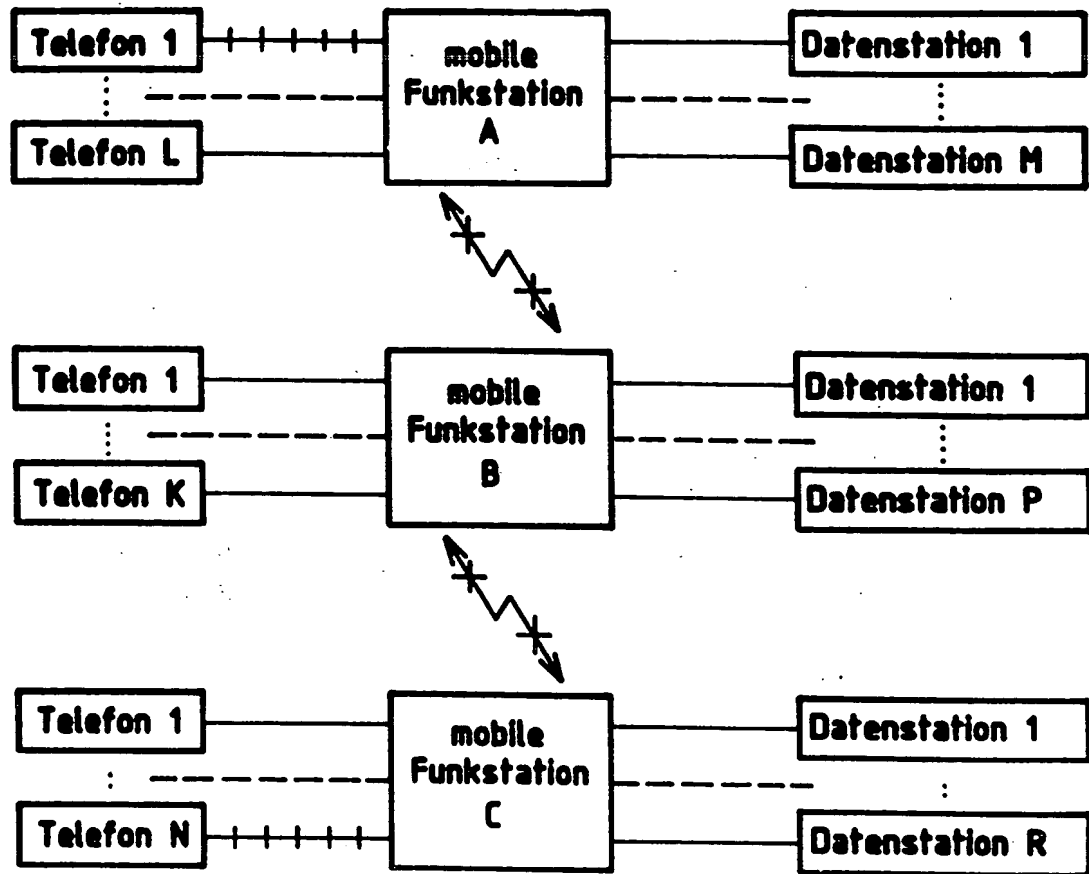 Telefon 1
mobile
Funkstation
A
Datenstation 1
Telefon L
Datenstation M
Telefon 1
mobile
Funkstation
B
Datenstation 1
Telefon K
Datenstation P
Telefon 1
mobile
Funkstation
C
Datenstation 1
Telefon N
Datenstation R